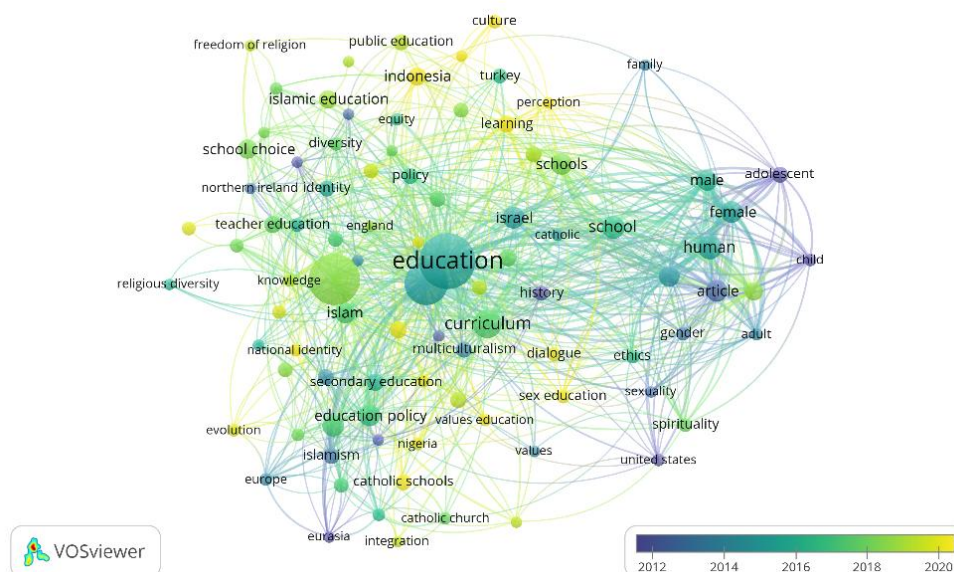 culture
freedom of religion
public education
family
indonesia
turkey
islamic education
perception
equity
learning
school choice
diversity
schools
policy
adolescent
male
northern ireland
identity
teacher education
england
israel
female
catholic
school
human
education
child
religious diversity
knowledge
history
article
islam
curriculum
gender
adult
national identity
multiculturalism
dialogue
ethics
secondary education
sexuality
sex education
education policy
values education
spirituality
evolution
nigeria
islamism
values
united states
europe
catholic schools
catholic church
eurasia
integration
VOSviewer
2012 2014 2016 2018 2020